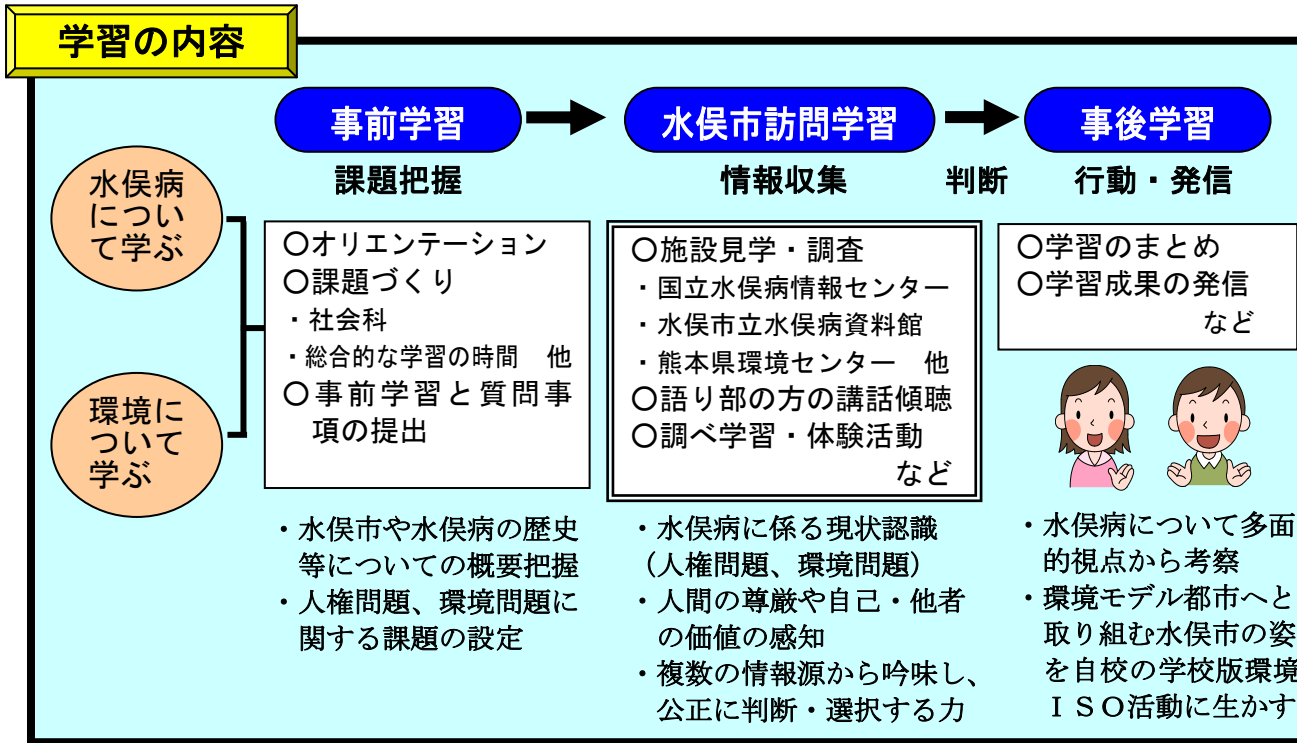 学習の内容
事前学習
水俣市訪問学習
事後学習
課題把握
情報収集
判断
行動・発信
水俣病
につい
て学ぶ
環境に
ついて
学ぶ
〇オリエンテーション
〇課題づくり
・社会科
・総合的な学習の時間　他
〇事前学習と質問事
項の提出
・水俣市や水俣病の歴史
等についての概要把握
・人権問題、環境問題に
関する課題の設定
〇施設見学・調査
・国立水俣病情報センター
・水俣市立水俣病資料館
・熊本県環境センター　他
〇語り部の方の講話傾聴
〇調べ学習・体験活動
など
・水俣病に係る現状認識
（人権問題、環境問題）
・人間の尊厳や自己・他者
の価値の感知
・複数の情報源から吟味し、
公正に判断・選択する力
〇学習のまとめ
〇学習成果の発信
など
・水俣病について多面
的視点から考察
・環境モデル都市へと
取り組む水俣市の姿
を自校の学校版環境
ＩＳＯ活動に生かす